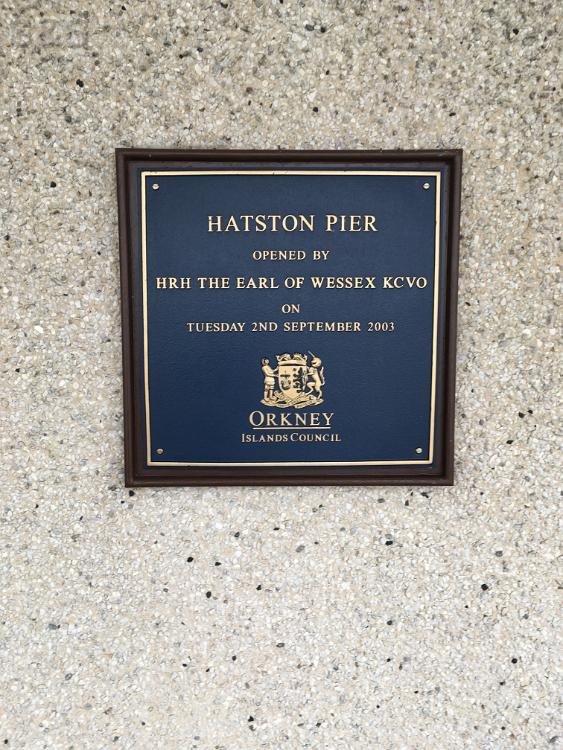 HATSTON PIER
OPENED BY
HRH THE EARL OF WESSEX KCVO
ON
TUESDAY 2ND SEPTEMBER 2003
ORKNEY
ISLANDS COUNCIL